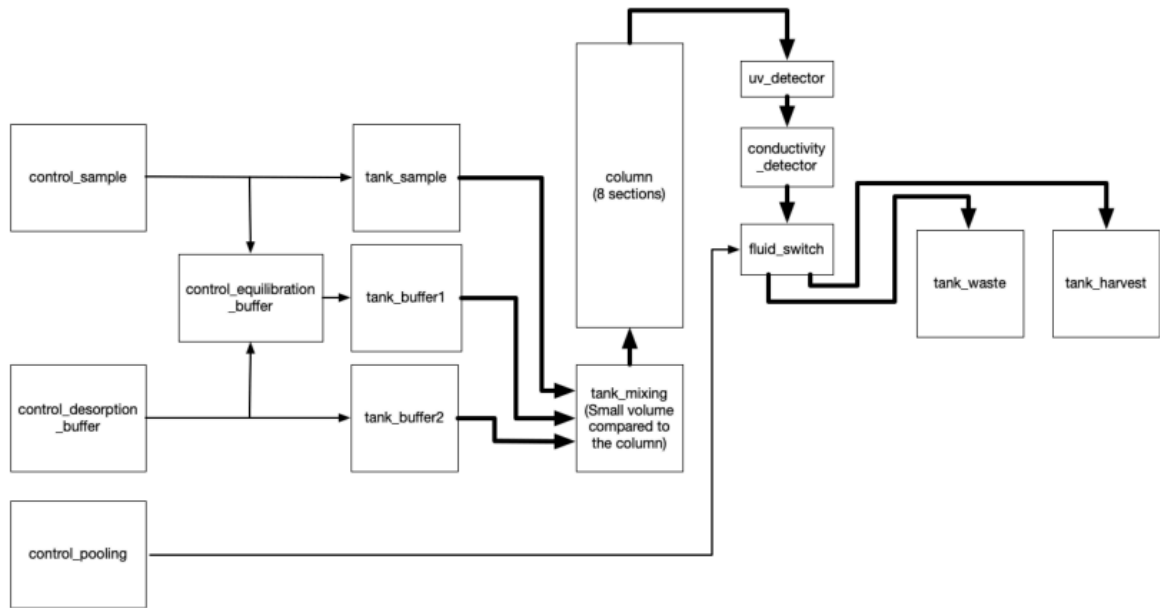 uv_detector
conductivity
_detector
control_sample
tank_sample
column
(8 sections)
fluid_switch
control_equilibration
_buffer
tank_buffer1
tank_waste
tank_harvest
control_desorption
_buffer
tank_buffer2
tank_mixing
(Small volume
compared to
the column)
control_pooling